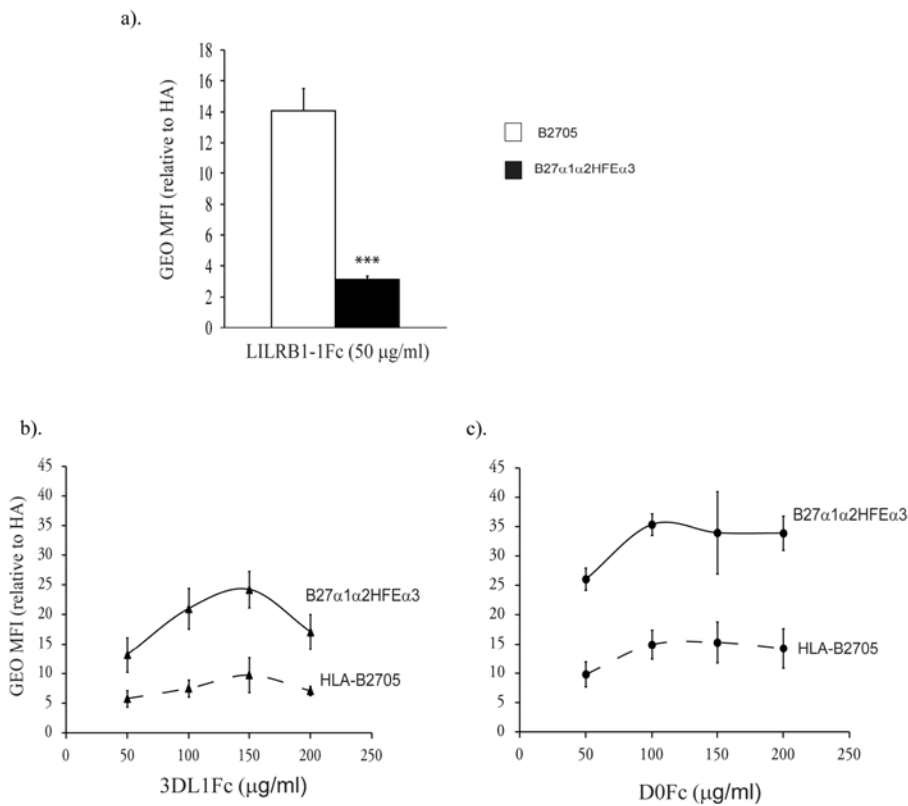 a).
GEO MFI (relative to HA)
18
16
14
12
10
8
6
4
2
0
***
LILRB1-1Fc (50 μg/ml)
B2705
B27α1α2HFEα3
b).
GEO MFI (relative to HA)
45
40
35
30
25
20
15
10
5
0
B27α1α2HFEα3
HLA-B2705
0 50 100 150 200 250
3DL1Fc (μg/ml)
c).
45
40
35
30
25
20
15
10
5
0
B27α1α2HFEα3
HLA-B2705
0 50 100 150 200 250
D0Fc (μg/ml)